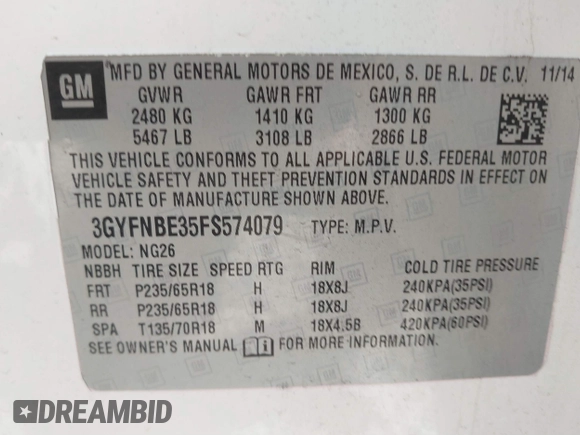 GM
MFD BY GENERAL MOTORS DE MEXICO, S. DE R.L. DE C.V. 11/14
GVWR GAWR FRT GAWR RR
2480 KG 1410 KG 1300 KG
5467 LB 3108 LB 2866 LB
THIS VEHICLE CONFORMS TO ALL APPLICABLE U.S. FEDERAL MOTOR
VEHICLE SAFETY AND THEFT PREVENTION STANDARDS IN EFFECT ON
THE DATE OF MANUFACTURE SHOWN ABOVE.
3GYFNBE35FS574079 TYPE: M.P.V.
MODEL: NG26
NBBH TIRE SIZE SPEED RTG RIM COLD TIRE PRESSURE
FRT P235/65R18 H 18X8J 240KPA(35PSI)
RR P235/65R18 H 18X8J 240KPA(35PSI)
SPA T135/70R18 M 18X4.5B 420KPA(60PSI)
SEE OWNER'S MANUAL FOR MORE INFORMATION.
DREAMBID